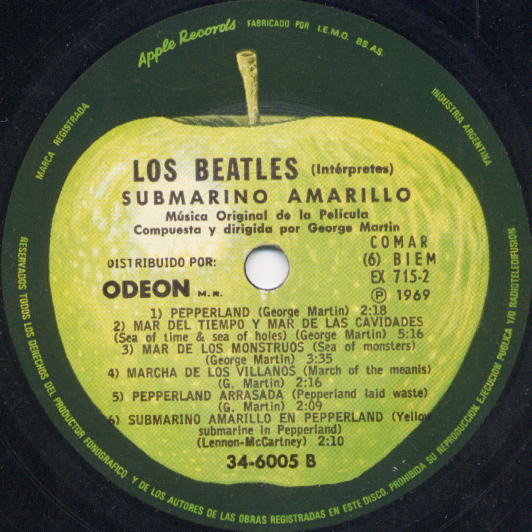 Apple Records FABRICADO POR I.E.M.O. BS AS.
INDUSTRIA ARGENTINA
MARCA REGISTRADA
LOS BEATLES (Intérpretes)
SUBMARINO AMARILLO
Música Original de la Película
Compuesta y dirigida por George Martin
COMAR
DISTRIBUIDO POR:
(6) BIEM
ODEON M.R.
EX 715-2
Ⓟ 1969
1) PEPPERLAND (George Martin) 2:18
2) MAR DEL TIEMPO Y MAR DE LAS CAVIDADES
(Sea of time & sea of holes) (George Martin) 5:16
3) MAR DE LOS MONSTRUOS (Sea of monsters)
(George Martin) 3:35
4) MARCHA DE LOS VILLANOS (March of the meanis)
(G. Martin) 2:16
5) PEPPERLAND ARRASADA (Pepperland laid waste)
(G. Martin) 2:09
6) SUBMARINO AMARILLO EN PEPPERLAND (Yellow
submarine in Pepperland)
(Lennon-McCartney) 2:10
34-6005 B
RESERVADOS TODOS LOS DERECHOS DEL PRODUCTOR FONOGRAFICO Y DE LOS AUTORES DE LAS OBRAS REGISTRADAS EN ESTE DISCO. PROHIBIDA SU REPRODUCCION, EJECUCION PUBLICA Y/O RADIOTELEDIFUSION